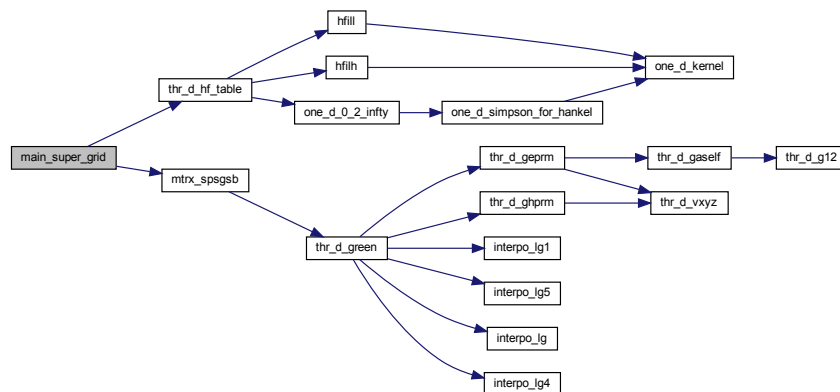 main_super_grid
thr_d_hf_table
mtrx_spsgsb
hfill
hfilh
one_d_0_2_infty
one_d_simpson_for_hankel
one_d_kernel
thr_d_green
thr_d_geprm
thr_d_ghprm
interpo_lg1
interpo_lg5
interpo_lg
interpo_lg4
thr_d_gaself
thr_d_vxyz
thr_d_g12